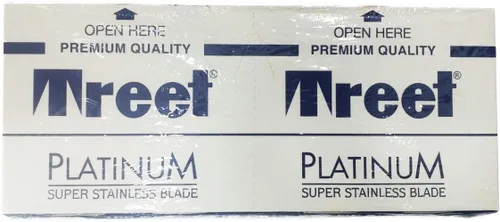 OPEN HERE OPEN HERE
PREMIUM QUALITY PREMIUM QUALITY
Treet® Treet®
PLATINUM PLATINUM
SUPER STAINLESS BLADE SUPER STAINLESS BLADE